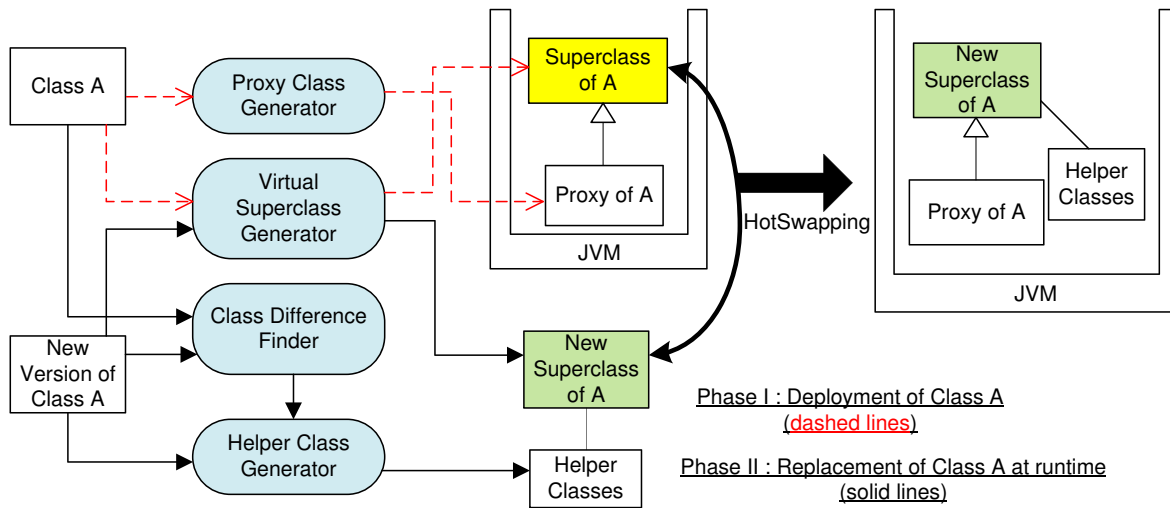 Class A
Proxy Class
Generator
Virtual
Superclass
Generator
Class Difference
Finder
New
Version of
Class A
Helper Class
Generator
Superclass
of A
Proxy of A
JVM
HotSwapping
New
Superclass
of A
Helper
Classes
New
Superclass
of A
Proxy of A
Helper
Classes
JVM
Phase I : Deployment of Class A
(dashed lines)
Phase II : Replacement of Class A at runtime
(solid lines)